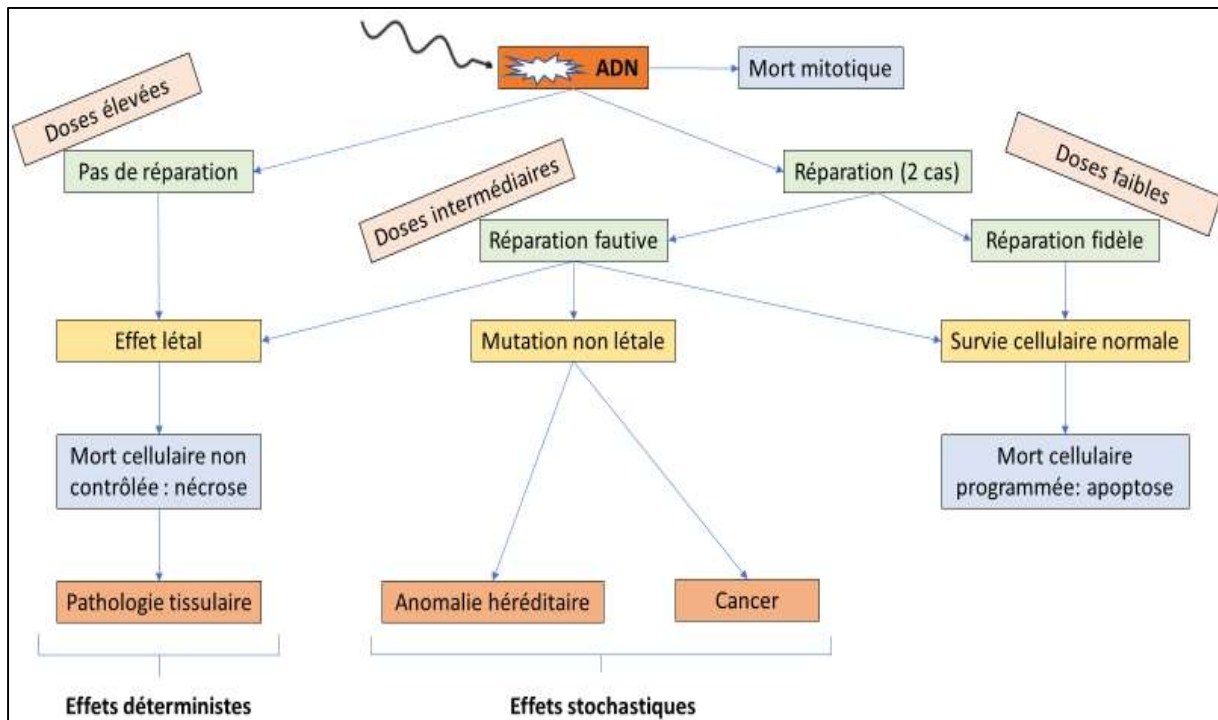 ADN
Mort mitotique
Doses élevées
Pas de réparation
Doses intermédiaires
Réparation (2 cas)
Doses faibles
Réparation fautive
Réparation fidèle
Effet létal
Mutation non létale
Survie cellulaire normale
Mort cellulaire non
contrôlée : nécrose
Mort cellulaire
programmée: apoptose
Pathologie tissulaire
Anomalie héréditaire
Cancer
Effets déterministes
Effets stochastiques